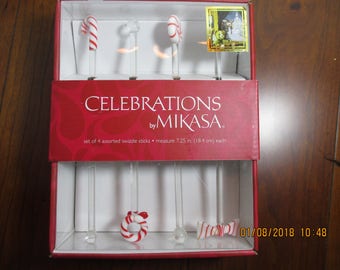 CELEBRATIONS
by MIKASA®
set of 4 assorted swizzle sticks • measure 7.25 in. (18.4 cm) each
01/08/2018 10:48